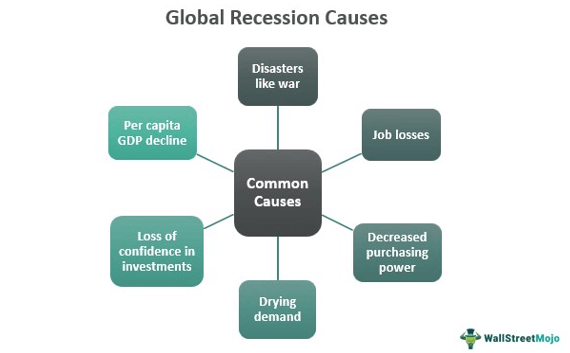 Global Recession Causes
Disasters
like war
Per capita
GDP decline
Job losses
Common
Causes
Loss of
confidence in
investments
Decreased
purchasing
power
Drying
demand
WallStreetMojo